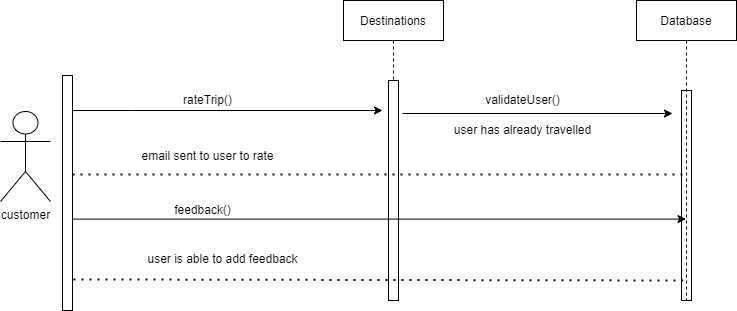 Destinations
Database
rateTrip()
validateUser()
user has already travelled
email sent to user to rate
feedback()
customer
user is able to add feedback